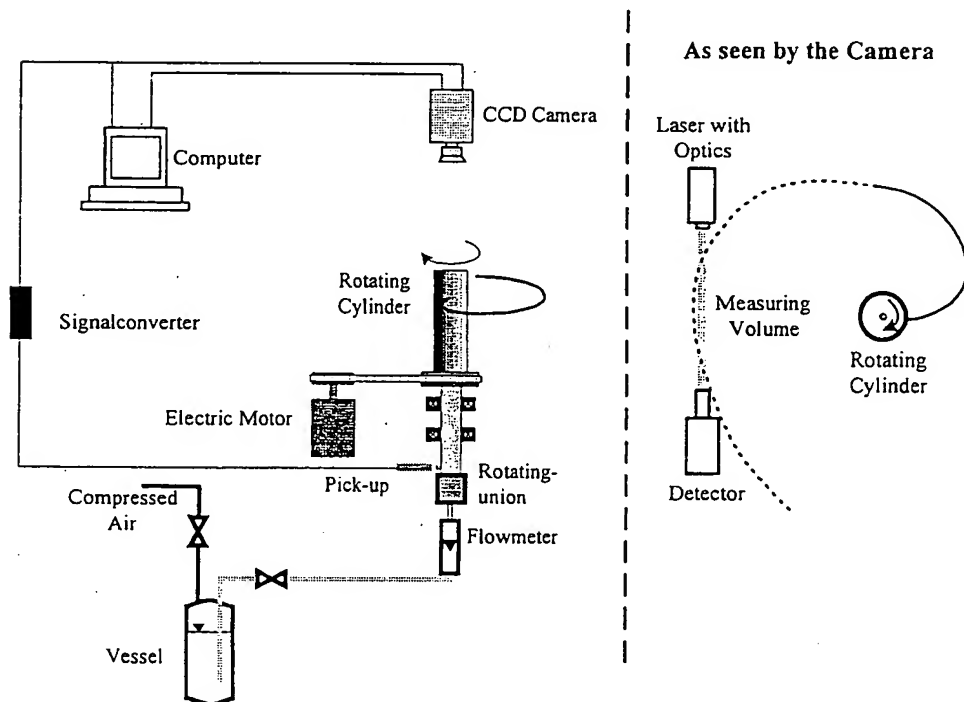 As seen by the Camera
CCD Camera
Laser with
Optics
Computer
Rotating
Cylinder
Signalconverter
Measuring
Volume
Rotating
Cylinder
Electric Motor
Pick-up
Rotating-
union
Detector
Compressed
Air
Flowmeter
Vessel